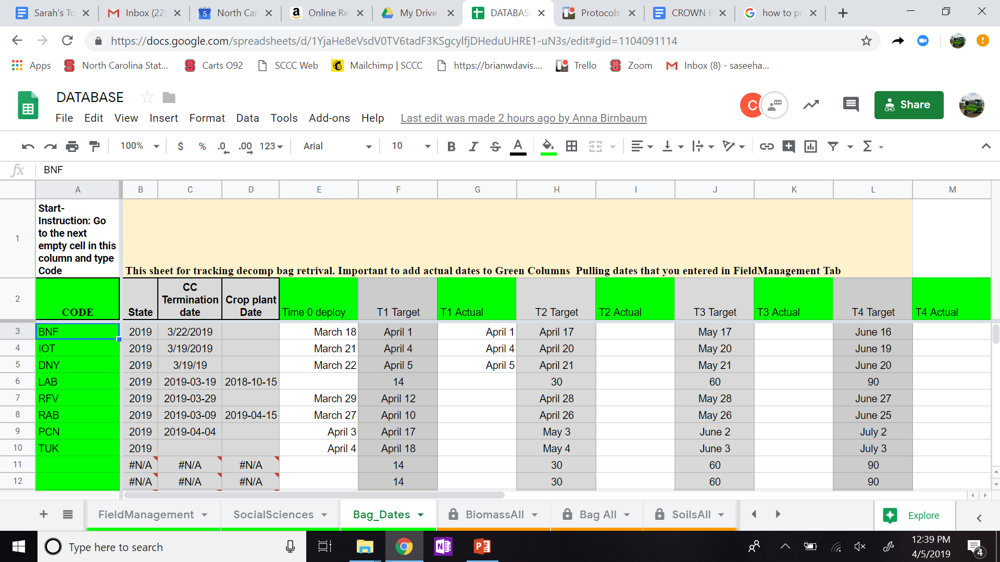 Sarah's To
Inbox (22)
North Car
Online Re
My Drive
DATABASE
Protocols
CROWN B
how to pr
https://docs.google.com/spreadsheets/d/1YjaHe8eVsdV0TV6tadF3KSgcylfjDHeduUHRE1-uN3s/edit#gid=1104091114
Apps
North Carolina Stat...
Carts O92
SCCC Web
Mailchimp | SCCC
https://brianwdavis....
Trello
Zoom
Inbox (8) - saseeha...
DATABASE
C
Share
File Edit View Insert Format Data Tools Add-ons Help Last edit was made 2 hours ago by Anna Birnbaum
100% $ % .0 .00 123 Arial 10 B I S A
fx BNF
A B C D E F G H I J K L M
1
Start-
Instruction: Go
to the next
empty cell in this
column and type
Code
This sheet for tracking decomp bag retrival. Important to add actual dates to Green Columns Pulling dates that you entered in FieldManagement Tab
2 CODE State CC Termination date Crop plant Date Time 0 deploy T1 Target T1 Actual T2 Target T2 Actual T3 Target T3 Actual T4 Target T4 Actual
3 BNF 2019 3/22/2019 March 18 April 1 April 1 April 17 May 17 June 16
4 IOT 2019 3/19/2019 March 21 April 4 April 4 April 20 May 20 June 19
5 DNY 2019 3/19/19 March 22 April 5 April 5 April 21 May 21 June 20
6 LAB 2019 2019-03-19 2018-10-15 14 30 60 90
7 RFV 2019 2019-03-29 March 29 April 12 April 28 May 28 June 27
8 RAB 2019 2019-03-09 2019-04-15 March 27 April 10 April 26 May 26 June 25
9 PCN 2019 2019-04-04 April 3 April 17 May 3 June 2 July 2
10 TUK 2019 April 4 April 18 May 4 June 3 July 3
11 #N/A #N/A #N/A 14 30 60 90
12 #N/A #N/A #N/A 14 30 60 90
FieldManagement SocialSciences Bag_Dates BiomassAll Bag All SoilsAll Explore
Type here to search
12:39 PM
4/5/2019
4